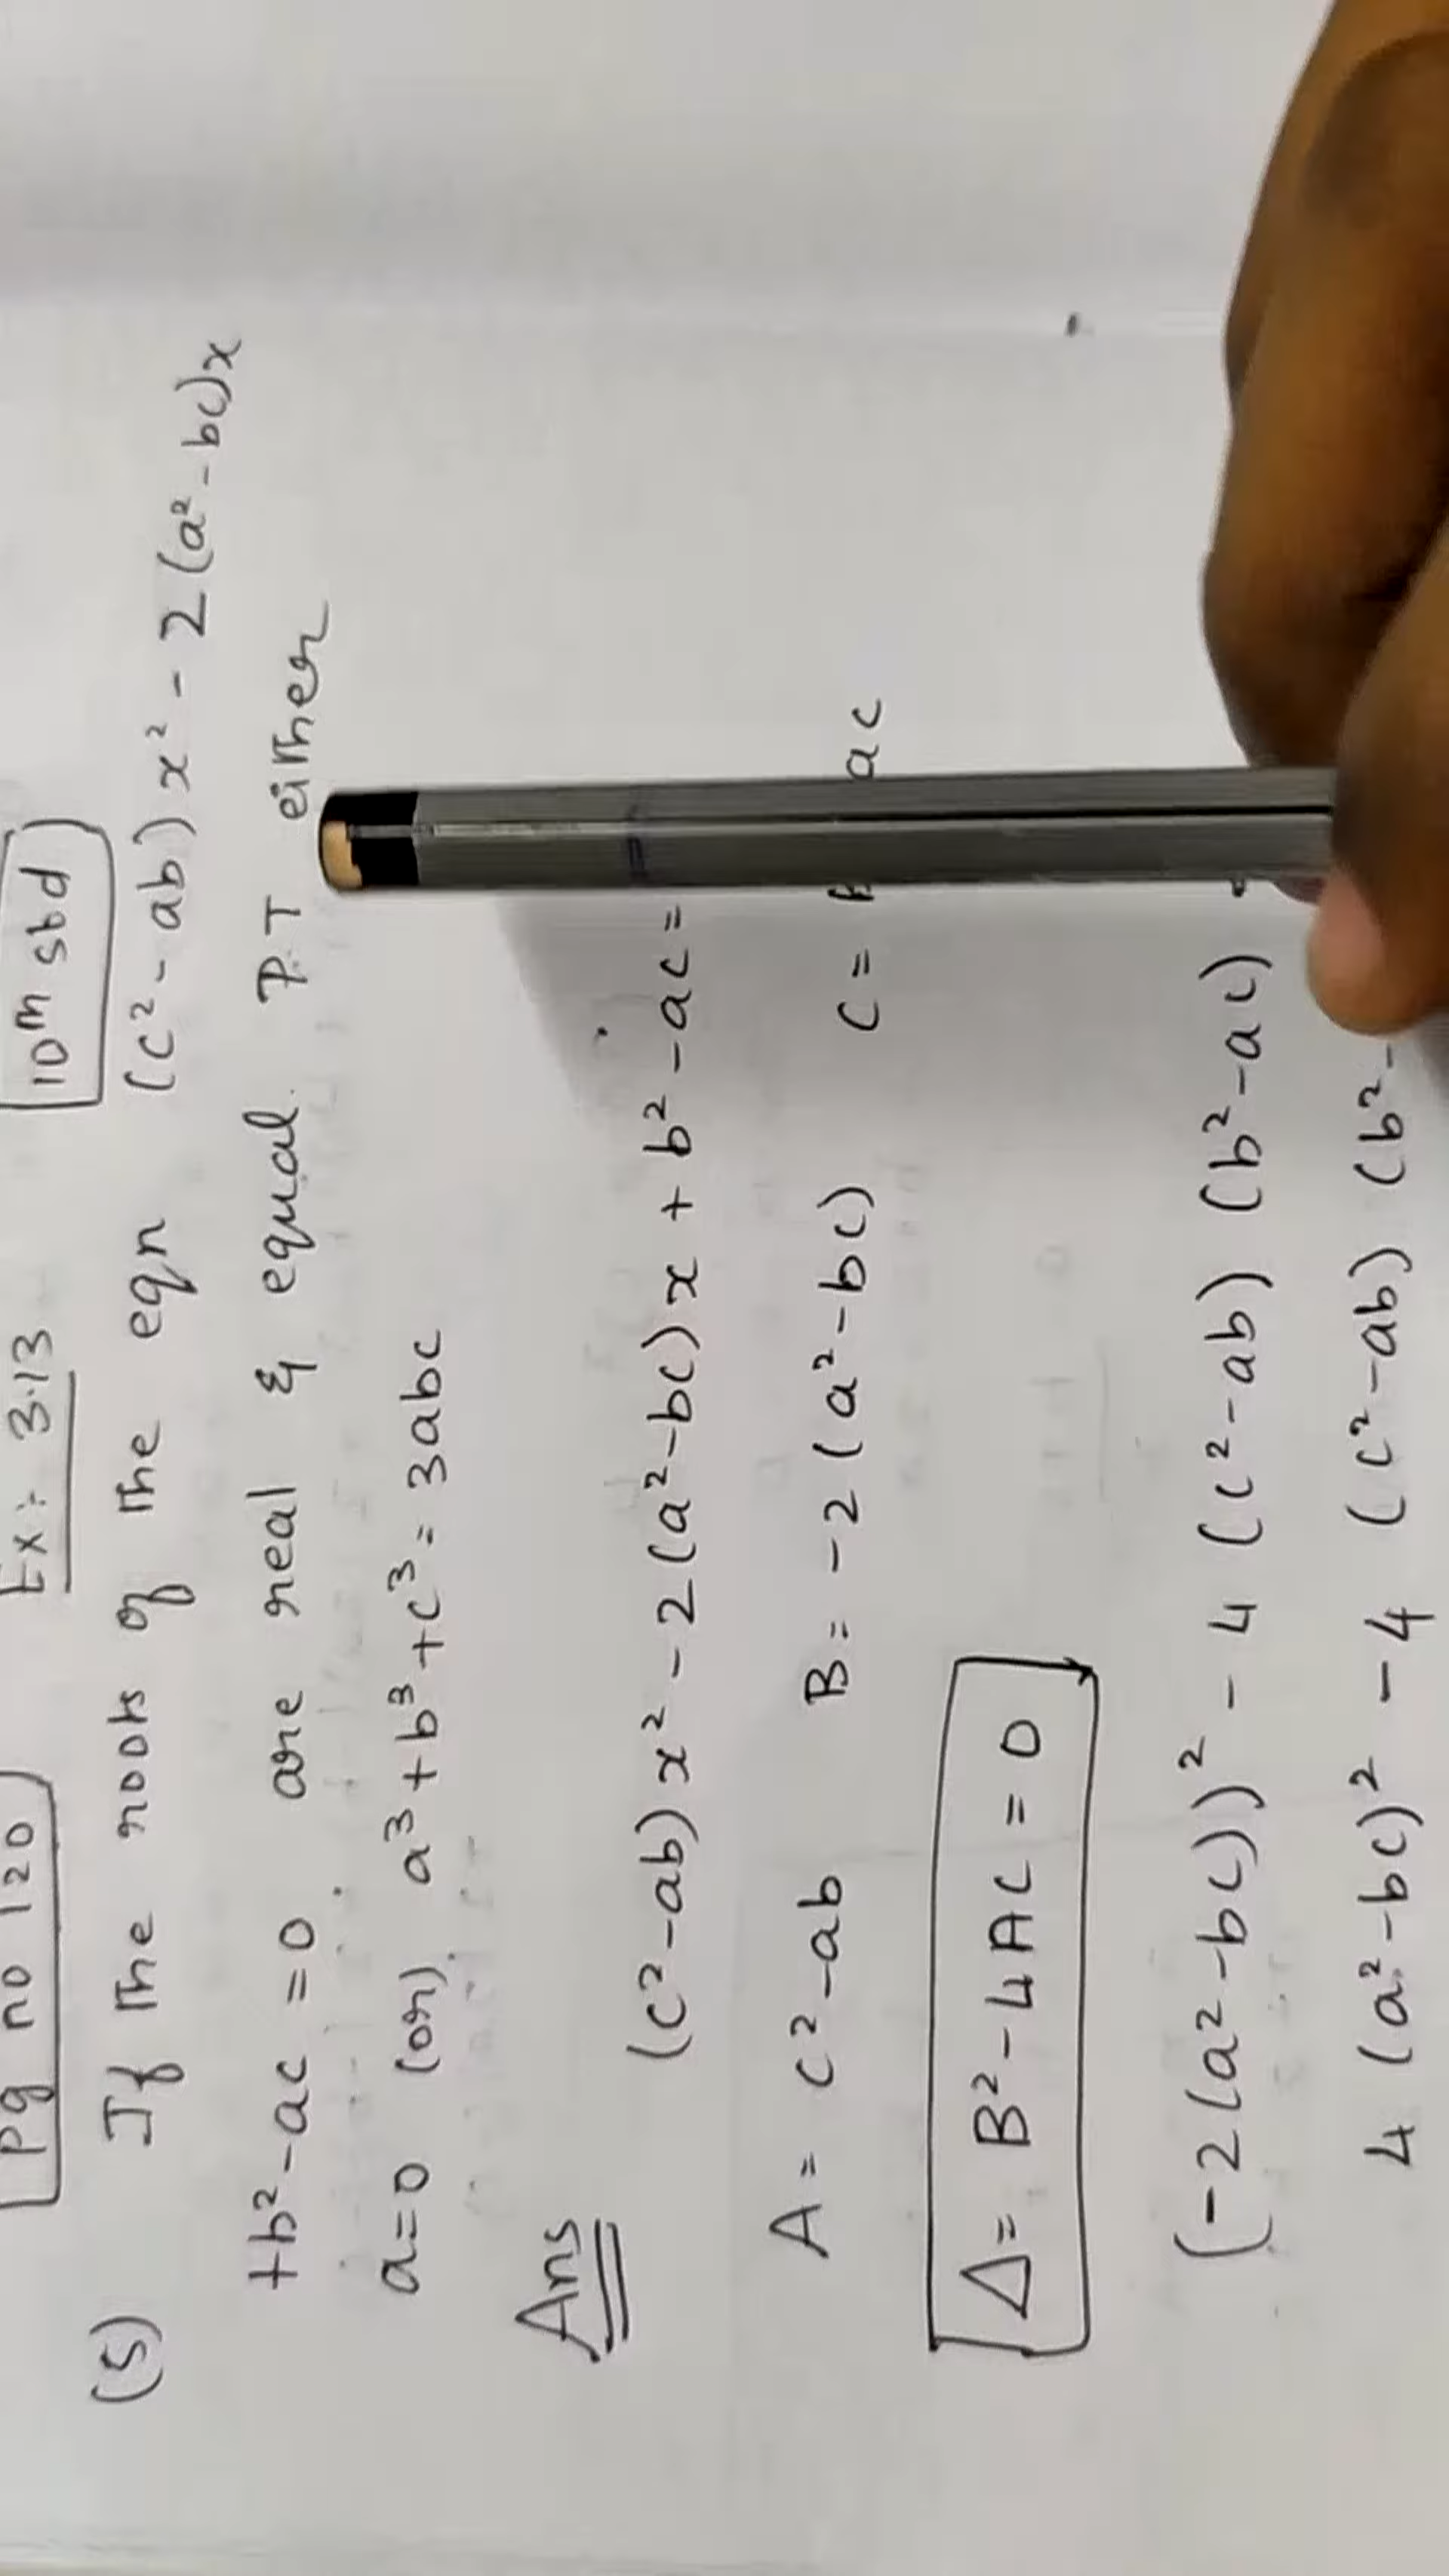 Pg no 120 Ex: 3.13 10th std
(5) If the roots of the eqn (c²-ab)x² - 2(a²-bc)x
+b²-ac = 0 are real & equal. P.T either
a=0 (or) a³+b³+c³ = 3abc
Ans
(c²-ab)x² - 2(a²-bc)x + b²-ac =
A = c²-ab B = -2(a²-bc) C = ac
Δ = B²-4AC = 0
(-2(a²-bc))² - 4 (c²-ab) (b²-ac)
4 (a²-bc)² - 4 (c²-ab) (b²-